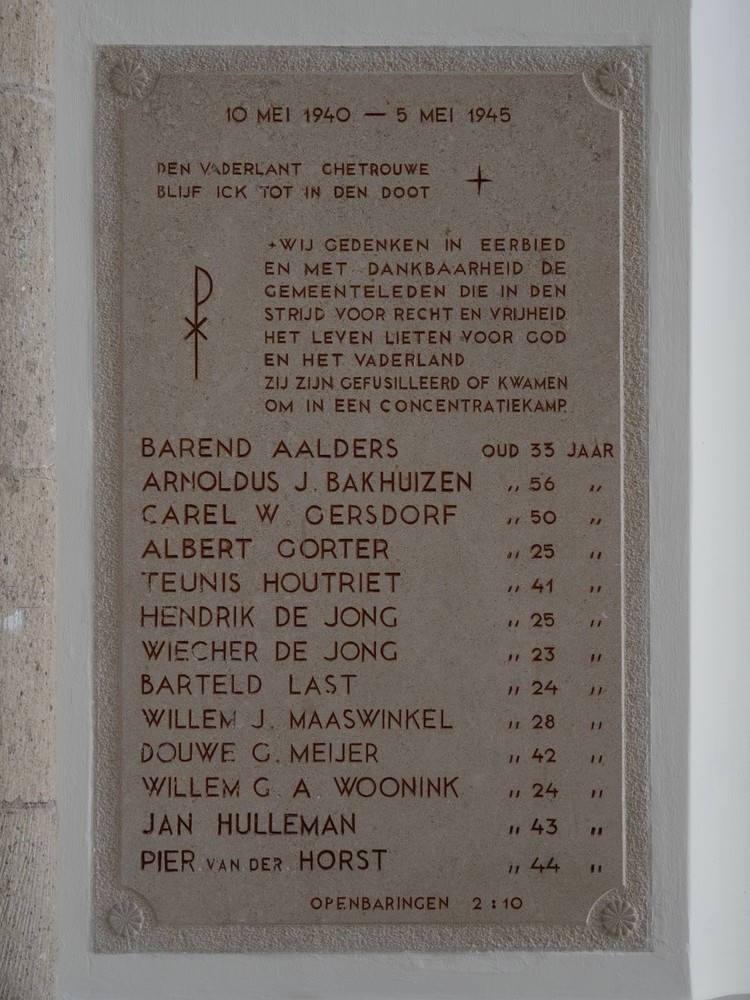 10 MEI 1940 — 5 MEI 1945
DEN VADERLANT GHETROUWE
BLIJF ICK TOT IN DEN DOOT
WIJ GEDENKEN IN EERBIED
EN MET DANKBAARHEID DE
GEMEENTELEDEN DIE IN DEN
STRIJD VOOR RECHT EN VRIJHEID
HET LEVEN LIETEN VOOR GOD
EN HET VADERLAND
ZIJ ZIJN GEFUSILLEERD OF KWAMEN
OM IN EEN CONCENTRATIEKAMP.
BAREND AALDERS OUD 33 JAAR
ARNOLDUS J. BAKHUIZEN ,, 56 ,,
CAREL W. GERSDORF ,, 50 ,,
ALBERT GORTER ,, 25 ,,
TEUNIS HOUTRIET ,, 41 ,,
HENDRIK DE JONG ,, 25 ,,
WIECHER DE JONG ,, 23 ,,
BARTELD LAST ,, 24 ,,
WILLEM J. MAASWINKEL ,, 28 ,,
DOUWE G. MEIJER ,, 42 ,,
WILLEM G. A. WOONINK ,, 24 ,,
JAN HULLEMAN ,, 43 ,,
PIER VAN DER HORST ,, 44 ,,
OPENBARINGEN 2:10